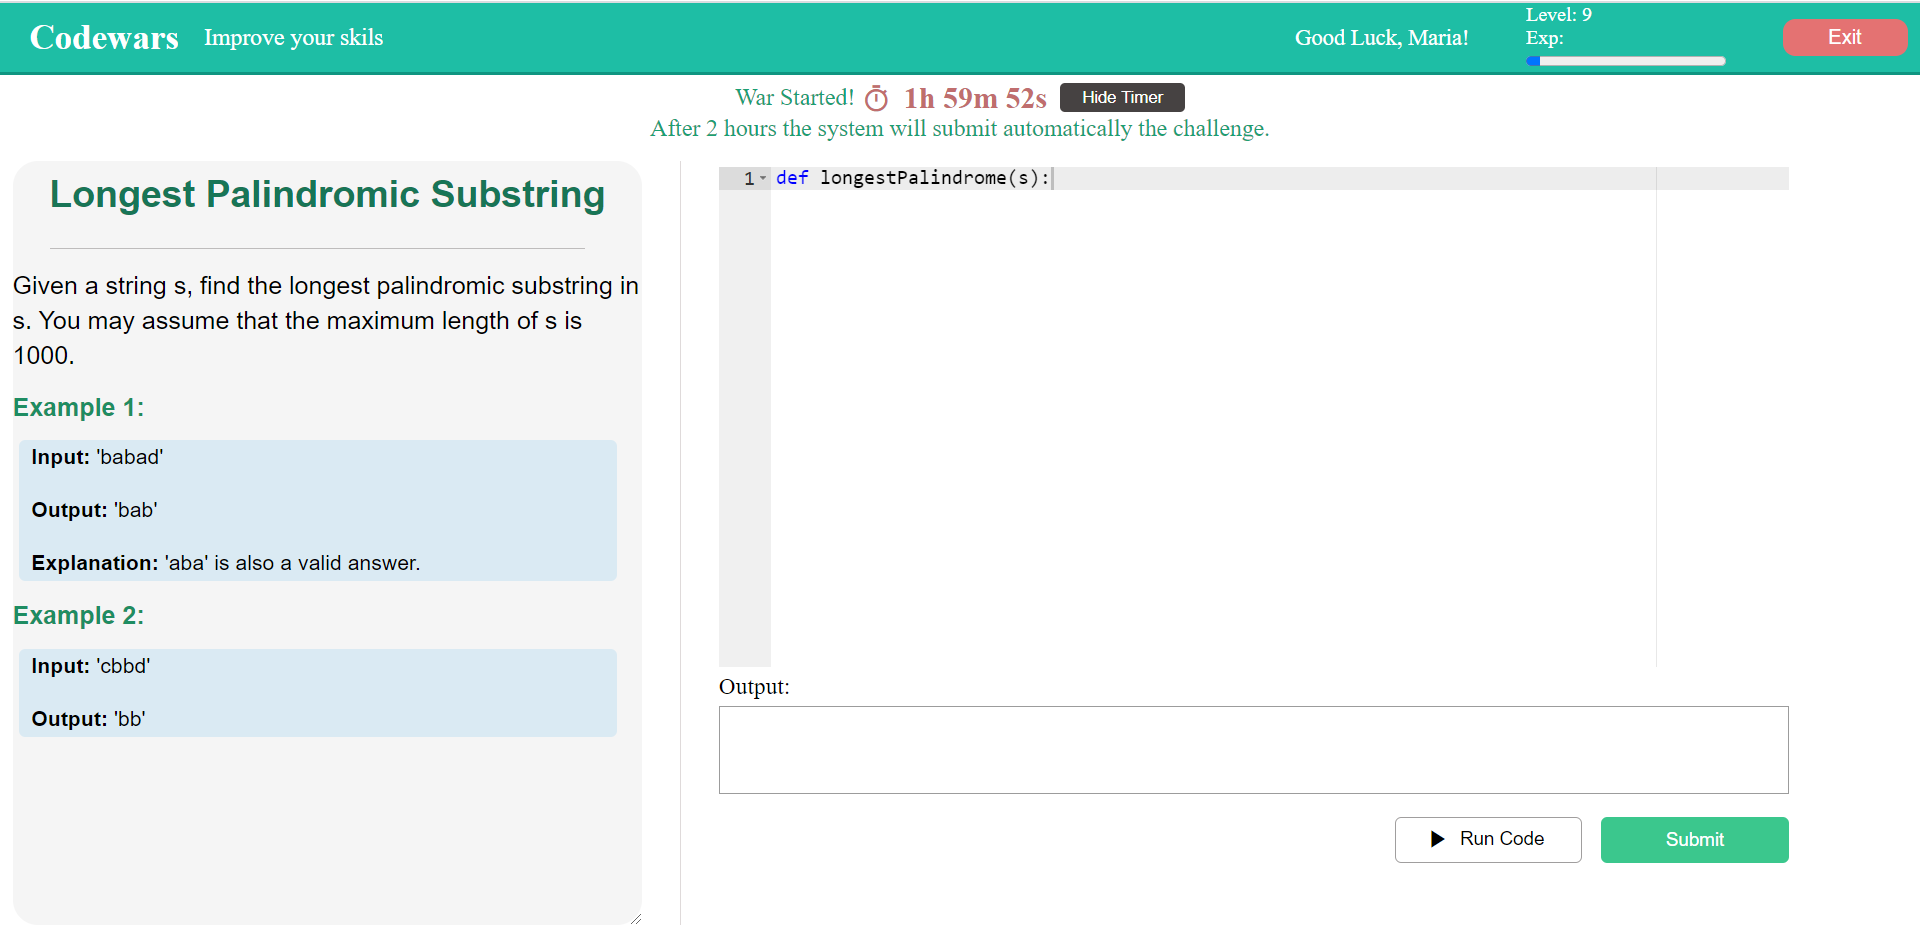 Codewars Improve your skils
Good Luck, Maria!
Level: 9
Exp:
Exit
War Started! 1h 59m 52s Hide Timer
After 2 hours the system will submit automatically the challenge.
Longest Palindromic Substring
Given a string s, find the longest palindromic substring in
s. You may assume that the maximum length of s is
1000.
Example 1:
Input: 'babad'
Output: 'bab'
Explanation: 'aba' is also a valid answer.
Example 2:
Input: 'cbbd'
Output: 'bb'
1 def longestPalindrome(s):
Output:
Run Code
Submit